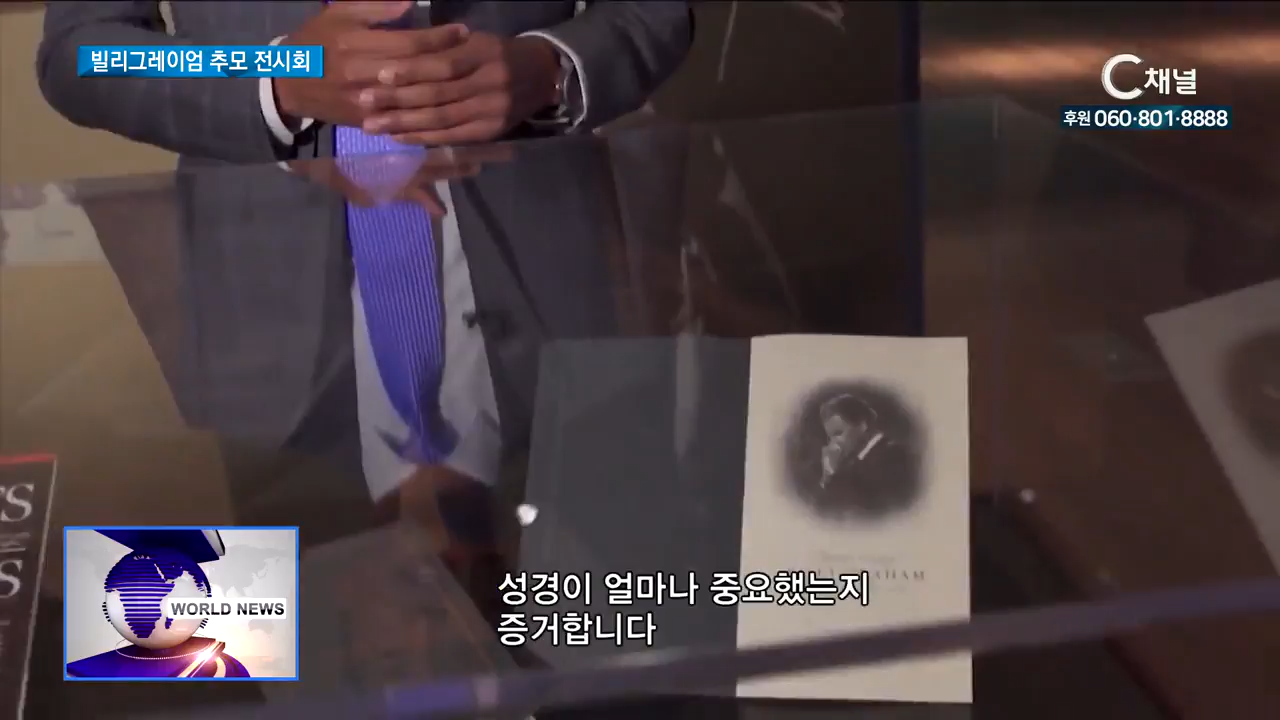 빌리그레이엄 추모 전시회
C채널
후원 060·801·8888
TS
S
WORLD NEWS
성경이 얼마나 중요했는지
증거합니다